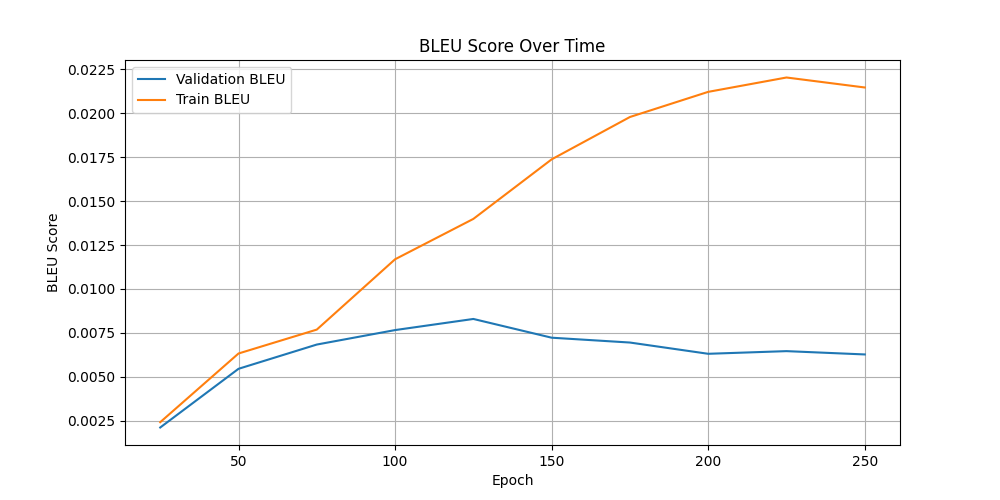 BLEU Score Over Time
Validation BLEU
Train BLEU
BLEU Score
0.0225
0.0200
0.0175
0.0150
0.0125
0.0100
0.0075
0.0050
0.0025
50 100 150 200 250
Epoch